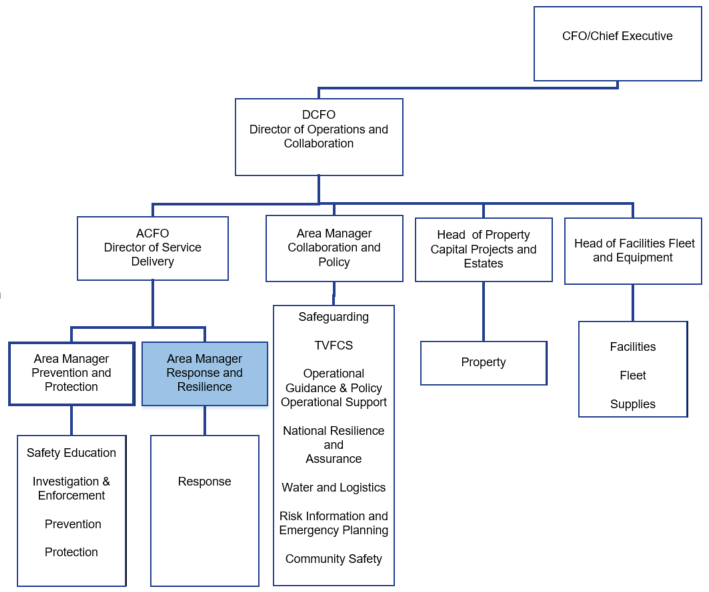 CFO/Chief Executive
DCFO
Director of Operations and
Collaboration
ACFO
Director of Service
Delivery
Area Manager
Collaboration and
Policy
Head of Property
Capital Projects and
Estates
Head of Facilities Fleet
and Equipment
Area Manager
Prevention and
Protection
Area Manager
Response and
Resilience
Safeguarding
TVFCS
Operational
Guidance & Policy
Operational Support
National Resilience
and
Assurance
Water and Logistics
Risk Information and
Emergency Planning
Community Safety
Property
Facilities
Fleet
Supplies
Safety Education
Investigation &
Enforcement
Prevention
Protection
Response